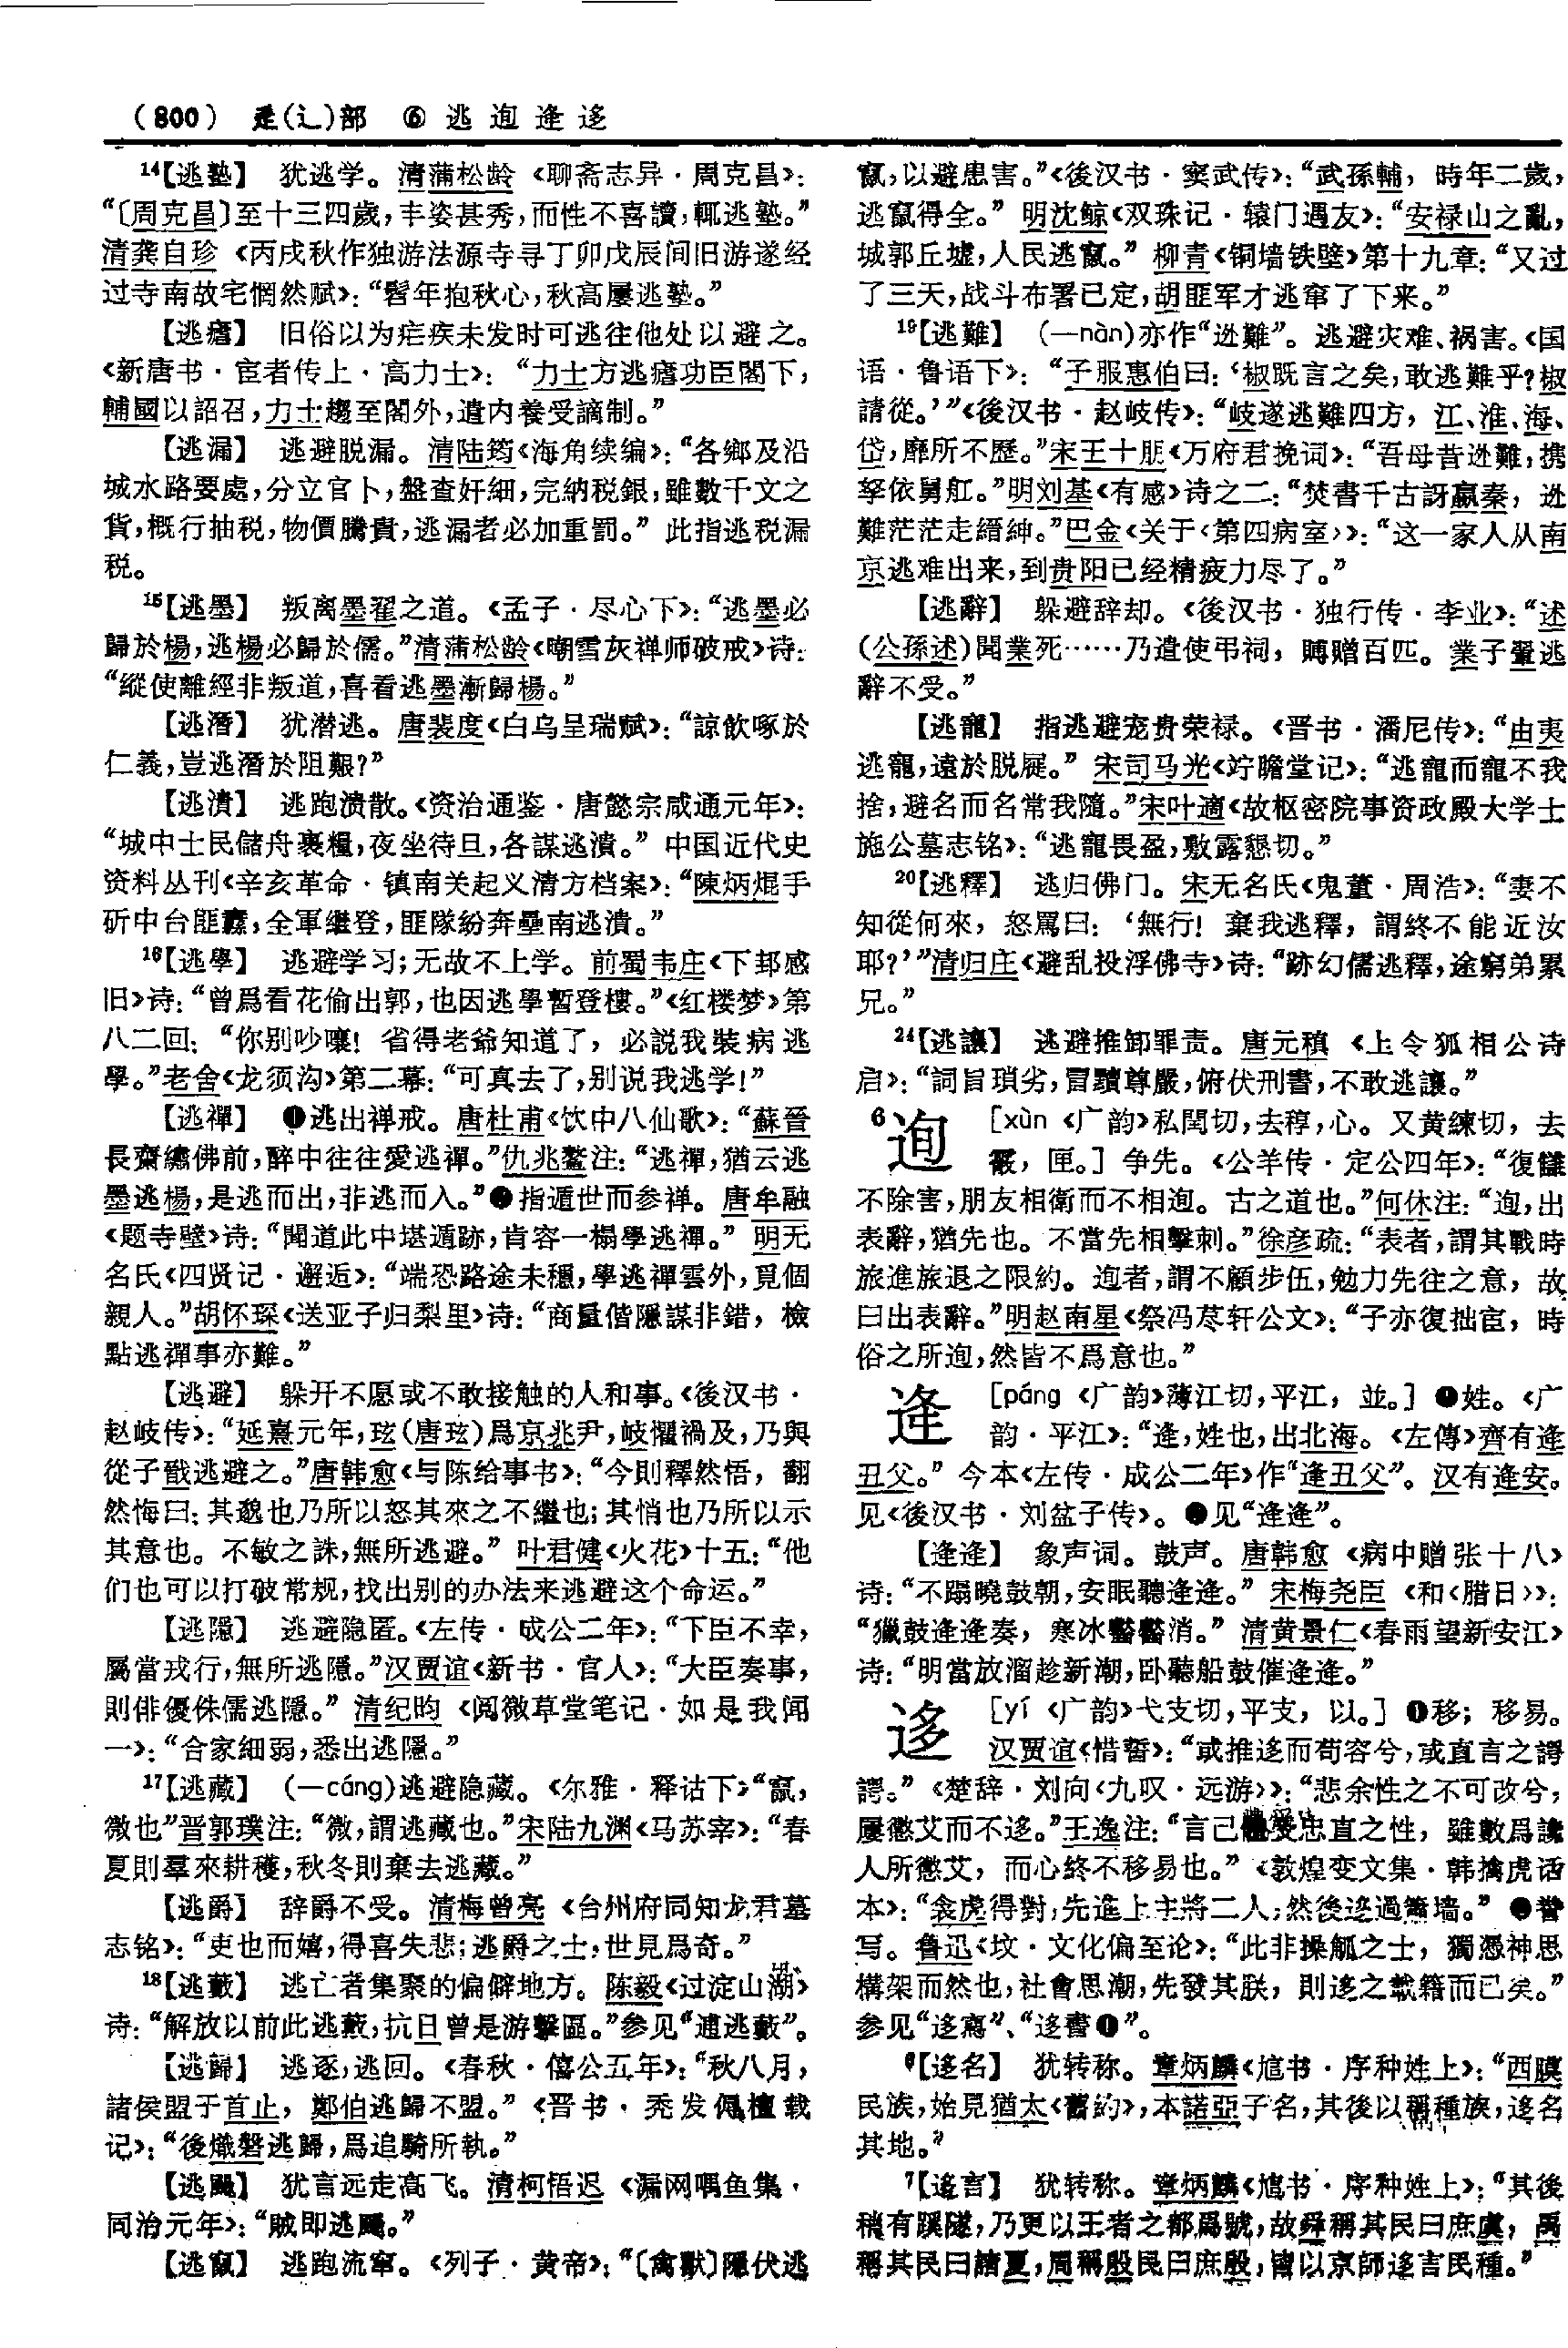 (800) 辵(辶)部 ⑥ 逃迿逄迻
¹⁴【逃塾】 犹逃学。清蒲松龄《聊斋志异·周克昌》：
“〔周克昌〕至十三四歲，丰姿甚秀，而性不喜讀，輒逃塾。”
清龚自珍《丙戌秋作独游法源寺寻丁卯戊辰间旧游遂经
过寺南故宅惘然赋》：“髫年抱秋心，秋高屢逃塾。”
【逃瘧】 旧俗以为疟疾未发时可逃往他处以避之。
《新唐书·宦者传上·高力士》：“力士方逃瘧功臣閣下，
輔國以詔召，力士趨至閣外，遣内養受謫制。”
【逃漏】 逃避脱漏。清陆筠《海角续编》：“各鄉及沿
城水路要處，分立官卜，盤查奸細，完納税銀，雖數千文之
貨，概行抽税，物價騰貴，逃漏者必加重罰。”此指逃税漏
税。
¹⁵【逃墨】 叛离墨翟之道。《孟子·尽心下》：“逃墨必
歸於楊，逃楊必歸於儒。”清蒲松龄《嘲雪灰禅师破戒》诗：
“縱使離經非叛道，喜看逃墨漸歸楊。”
【逃潛】 犹潜逃。唐裴度《白乌呈瑞赋》：“諒飲啄於
仁義，豈逃潛於阻艱？”
【逃潰】 逃跑溃散。《资治通鉴·唐懿宗咸通元年》：
“城中士民儲舟裹糧，夜坐待旦，各謀逃潰。”中国近代史
资料丛刊《辛亥革命·镇南关起义清方档案》：“陳炳焜手
斫中台匪纛，全軍繼登，匪隊紛奔壘南逃潰。”
¹⁶【逃學】 逃避学习；无故不上学。前蜀韦庄《下邽感
旧》诗：“曾爲看花偷出郭，也因逃學暫登樓。”《红楼梦》第
八二回：“你别吵嚷！省得老爺知道了，必説我裝病逃
學。”老舍《龙须沟》第二幕：“可真去了，别说我逃学！”
【逃禪】 ❶逃出禅戒。唐杜甫《饮中八仙歌》：“蘇晉
長齋繡佛前，醉中往往愛逃禪。”仇兆鳌注：“逃禪，猶云逃
墨逃楊，是逃而出，非逃而入。”❷指遁世而参禅。唐牟融
《题寺壁》诗：“聞道此中堪遁跡，肯容一榻學逃禪。”明无
名氏《四贤记·邂逅》：“端恐路途未穩，學逃禪雲外，覓個
親人。”胡怀琛《送亚子归梨里》诗：“商量偕隱謀非錯，檢
點逃禪事亦難。”
【逃避】 躲开不愿或不敢接触的人和事。《後汉书·
赵岐传》：“延熹元年，玹(唐玹)爲京兆尹，岐懼禍及，乃與
從子戩逃避之。”唐韩愈《与陈给事书》：“今則釋然悟，翻
然悔曰：其邈也乃所以怒其來之不繼也；其悄也乃所以示
其意也。不敏之誅，無所逃避。”叶君健《火花》十五：“他
们也可以打破常规，找出别的办法来逃避这个命运。”
【逃隱】 逃避隐匿。《左传·成公二年》：“下臣不幸，
屬當戎行，無所逃隱。”汉贾谊《新书·官人》：“大臣奏事，
則俳優侏儒逃隱。”清纪昀《阅微草堂笔记·如是我闻
一》：“合家細弱，悉出逃隱。”
¹⁷【逃藏】 (—cáng)逃避隐藏。《尔雅·释诂下》“竄，
微也”晋郭璞注：“微，謂逃藏也。”宋陆九渊《马苏宰》：“春
夏則羣來耕穫，秋冬則棄去逃藏。”
【逃爵】 辞爵不受。清梅曾亮《台州府同知龙君墓
志铭》：“吏也而嬉，得喜失悲；逃爵之士，世見爲奇。”
¹⁸【逃藪】 逃亡者集聚的偏僻地方。陈毅《过淀山湖》
诗：“解放以前此逃藪，抗日曾是游擊區。”参见“逋逃藪”。
【逃歸】 逃逐，逃回。《春秋·僖公五年》：“秋八月，
諸侯盟于首止，鄭伯逃歸不盟。”《晋书·秃发傉檀载
记》：“後熾磐逃歸，爲追騎所執。”
【逃颺】 犹言远走高飞。清柯悟迟《漏网喁鱼集·
同治元年》：“賊即逃颺。”
【逃竄】 逃跑流窜。《列子·黄帝》：“〔禽獸〕隱伏逃
竄，以避患害。”《後汉书·窦武传》：“武孫輔，時年二歲，
逃竄得全。”明沈鲸《双珠记·辕门遇友》：“安禄山之亂，
城郭丘墟，人民逃竄。”柳青《铜墙铁壁》第十九章：“又过
了三天，战斗布署已定，胡匪军才逃窜了下来。”
¹⁹【逃難】 (—nàn)亦作“迯難”。逃避灾难、祸害。《国
语·鲁语下》：“子服惠伯曰：‘椒既言之矣，敢逃難乎？椒
請從。’”《後汉书·赵岐传》：“岐遂逃難四方，江、淮、海、
岱，靡所不歷。”宋王十朋《万府君挽词》：“吾母昔迯難，携
孥依舅舡。”明刘基《有感》诗之二：“焚書千古訝嬴秦，迯
難茫茫走縉紳。”巴金《关于〈第四病室〉》：“这一家人从南
京逃难出来，到贵阳已经精疲力尽了。”
【逃辭】 躲避辞却。《後汉书·独行传·李业》：“述
(公孫述)聞業死……乃遣使弔祠，賻贈百匹。業子翬逃
辭不受。”
【逃寵】 指逃避宠贵荣禄。《晋书·潘尼传》：“由夷
逃寵，遠於脱屣。”宋司马光《竚瞻堂记》：“逃寵而寵不我
捨，避名而名常我隨。”宋叶適《故枢密院事资政殿大学士
施公墓志铭》：“逃寵畏盈，敷露懇切。”
²⁰【逃釋】 逃归佛门。宋无名氏《鬼董·周浩》：“妻不
知從何來，怒駡曰：‘無行！棄我逃釋，謂終不能近汝
耶？’”清归庄《避乱投浮佛寺》诗：“跡幻儒逃釋，途窮弟累
兄。”
²⁴【逃讓】 逃避推卸罪责。唐元稹《上令狐相公诗
启》：“詞旨瑣劣，冒黷尊嚴，俯伏刑書，不敢逃讓。”
⁶迿 [xùn《广韵》私閏切，去稕，心。又黄練切，去
霰，匣。]争先。《公羊传·定公四年》：“復讎
不除害，朋友相衛而不相迿。古之道也。”何休注：“迿，出
表辭，猶先也。不當先相擊刺。”徐彦疏：“表者，謂其戰時
旅進旅退之限約。迿者，謂不顧步伍，勉力先往之意，故
曰出表辭。”明赵南星《祭冯荩轩公文》：“子亦復拙宦，時
俗之所迿，然皆不爲意也。”
逄 [páng《广韵》薄江切，平江，並。]❶姓。《广
韵·平江》：“逄，姓也，出北海。《左傳》齊有逄
丑父。”今本《左传·成公二年》作“逢丑父”。汉有逄安。
见《後汉书·刘盆子传》。❷见“逄逄”。
【逄逄】 象声词。鼓声。唐韩愈《病中赠张十八》
诗：“不蹋曉鼓朝，安眠聽逄逄。”宋梅尧臣《和〈腊日〉》：
“獵鼓逄逄奏，寒冰鬱鬱消。”清黄景仁《春雨望新安江》
诗：“明當放溜趁新潮，卧聽船鼓催逄逄。”
迻 [yí《广韵》弋支切，平支，以。]❶移；移易。
汉贾谊《惜誓》：“或推迻而苟容兮，或直言之諤
諤。”《楚辞·刘向〈九叹·远游〉》：“悲余性之不可改兮，
屢懲艾而不迻。”王逸注：“言己體受忠直之性，雖數爲讒
人所懲艾，而心終不移易也。”《敦煌变文集·韩擒虎话
本》：“衾虎得對，先進上主將二人，然後迻過簫墙。”❷誊
写。鲁迅《坟·文化偏至论》：“此非操觚之士，獨憑神思
構架而然也，社會思潮，先發其朕，則迻之載籍而已矣。”
参见“迻寫”、“迻書❶”。
⁶【迻名】 犹转称。章炳麟《訄书·序种姓上》：“西膜
民族，始見猶太《舊約》，本諾亞子名，其後以稱種族，迻名
其地。”
⁷【迻言】 犹转称。章炳麟《訄书·序种姓上》：“其後
稍有蹊隧，乃更以王者之都爲號，故舜稱其民曰庶虞，禹
稱其民曰諸夏，周稱殷民曰庶殷，皆以京師迻言民種。”